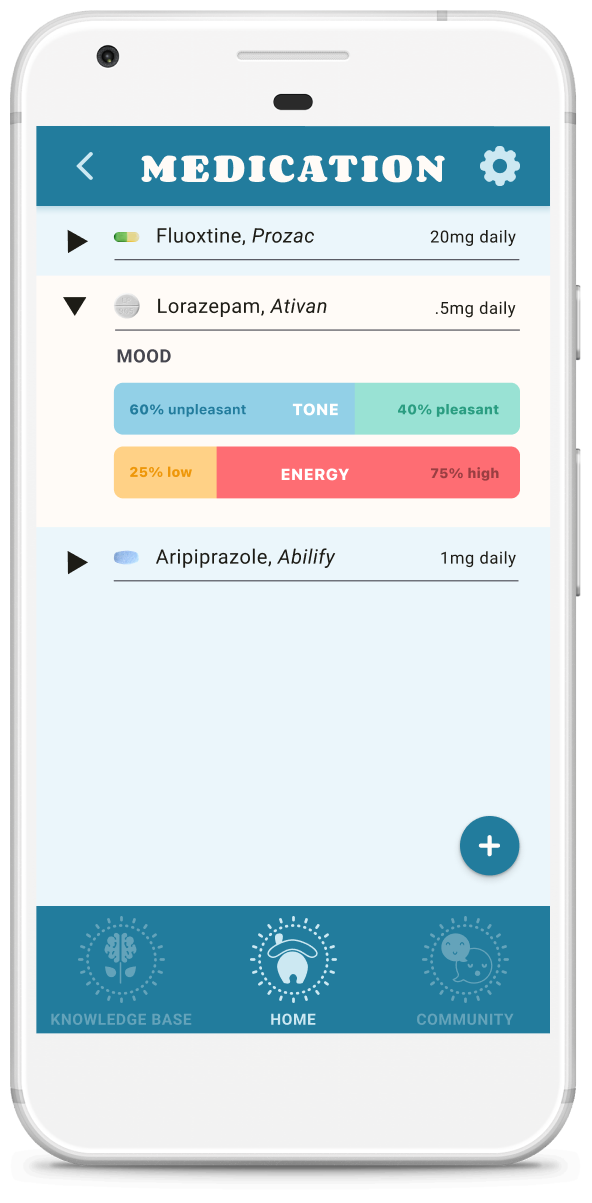 MEDICATION
Fluoxtine, Prozac 20mg daily
Lorazepam, Ativan .5mg daily
MOOD
60% unpleasant TONE 40% pleasant
25% low ENERGY 75% high
Aripiprazole, Abilify 1mg daily
KNOWLEDGE BASE HOME COMMUNITY